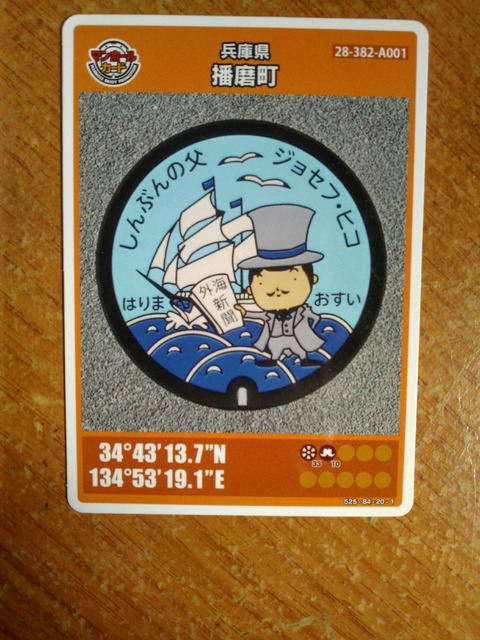 マンホール
カード
兵庫県
播磨町
28-382-A001
しんぶんの父
ジョセフ・ヒコ
海外新聞
はりま
おすい
34°43'13.7"N
134°53'19.1"E
33 10
525-84-20-1